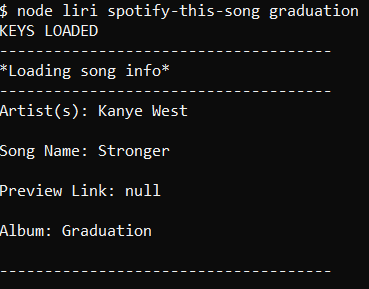 $ node liri spotify-this-song graduation
KEYS LOADED
------------------------------------
*Loading song info*
------------------------------------
Artist(s): Kanye West
Song Name: Stronger
Preview Link: null
Album: Graduation
------------------------------------